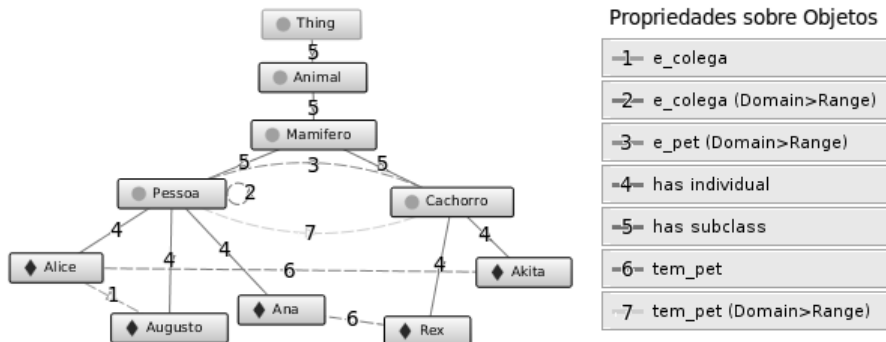 Thing
5
Animal
5
Mamifero
5
3
5
Pessoa
2
Cachorro
7
4
4
4
4
4
Alice
6
Akita
1
Augusto
Ana
6
Rex
Propriedades sobre Objetos
1 e_colega
2 e_colega (Domain>Range)
3 e_pet (Domain>Range)
4 has individual
5 has subclass
6 tem_pet
7 tem_pet (Domain>Range)